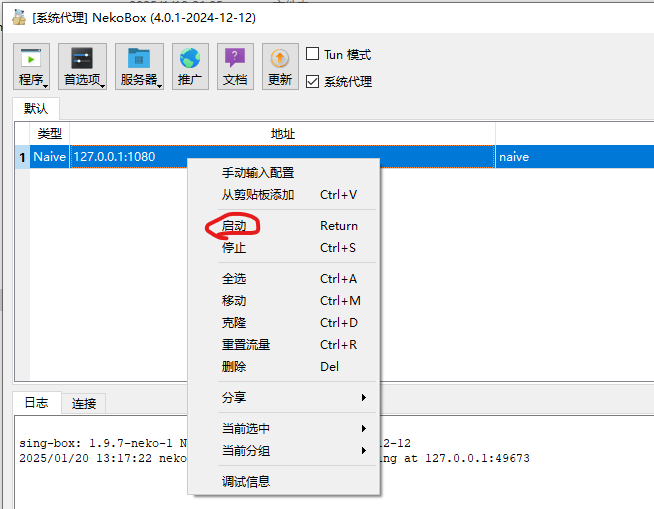 [系统代理] NekoBox (4.0.1-2024-12-12)
程序 首选项 服务器 推广 文档 更新
Tun 模式
系统代理
默认
类型 地址
1 Naive 127.0.0.1:1080 naive
手动输入配置
从剪贴板添加 Ctrl+V
启动 Return
停止 Ctrl+S
全选 Ctrl+A
移动 Ctrl+M
克隆 Ctrl+D
重置流量 Ctrl+R
删除 Del
分享
当前选中
当前分组
调试信息
日志 连接
sing-box: 1.9.7-neko-1 N 2-12
2025/01/20 13:17:22 neko ng at 127.0.0.1:49673